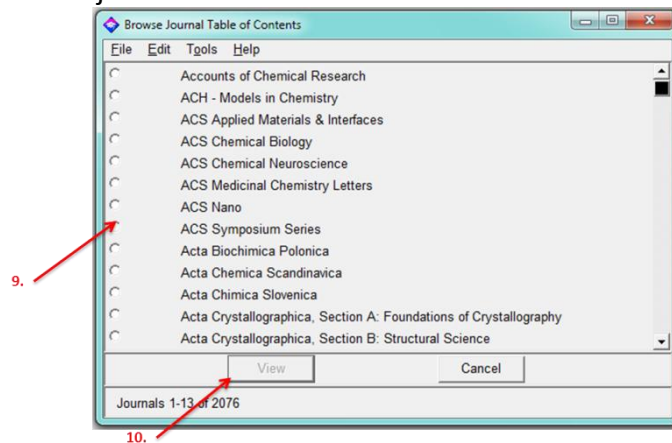 Browse Journal Table of Contents
File Edit Tools Help
Accounts of Chemical Research
ACH - Models in Chemistry
ACS Applied Materials & Interfaces
ACS Chemical Biology
ACS Chemical Neuroscience
ACS Medicinal Chemistry Letters
ACS Nano
ACS Symposium Series
Acta Biochimica Polonica
Acta Chemica Scandinavica
9.
Acta Chimica Slovenica
Acta Crystallographica, Section A: Foundations of Crystallography
Acta Crystallographica, Section B: Structural Science
View Cancel
Journals 1-13 of 2076
10.